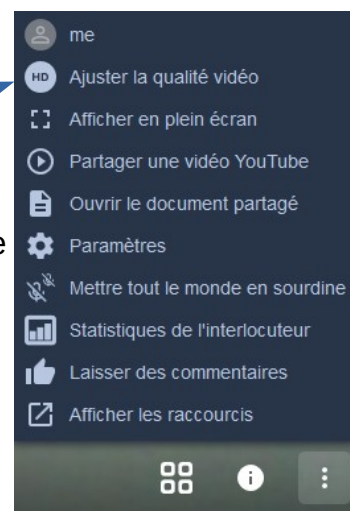 me
HD
Ajuster la qualité vidéo
Afficher en plein écran
Partager une vidéo YouTube
Ouvrir le document partagé
e
Paramètres
Mettre tout le monde en sourdine
Statistiques de l'interlocuteur
Laisser des commentaires
Afficher les raccourcis